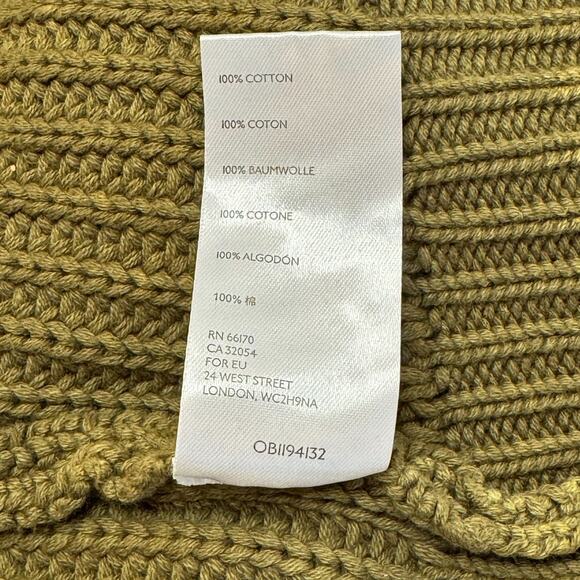 100% COTTON
100% COTON
100% BAUMWOLLE
100% COTONE
100% ALGODÓN
100% 棉
RN 66170
CA 32054
FOR EU
24 WEST STREET
LONDON, WC2H9NA
OB1194132